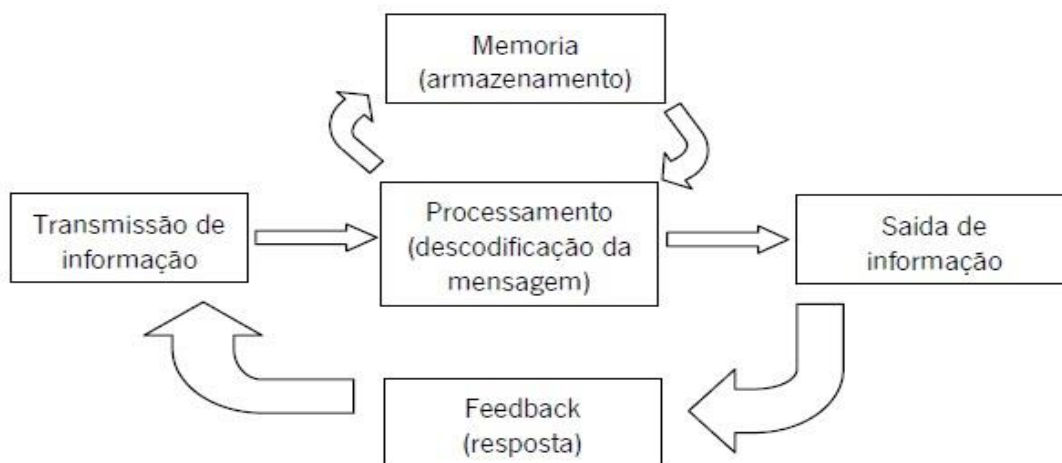 Memoria
(armazenamento)
Transmissão de
informação
Processamento
(descodificação da
mensagem)
Saida de
informação
Feedback
(resposta)